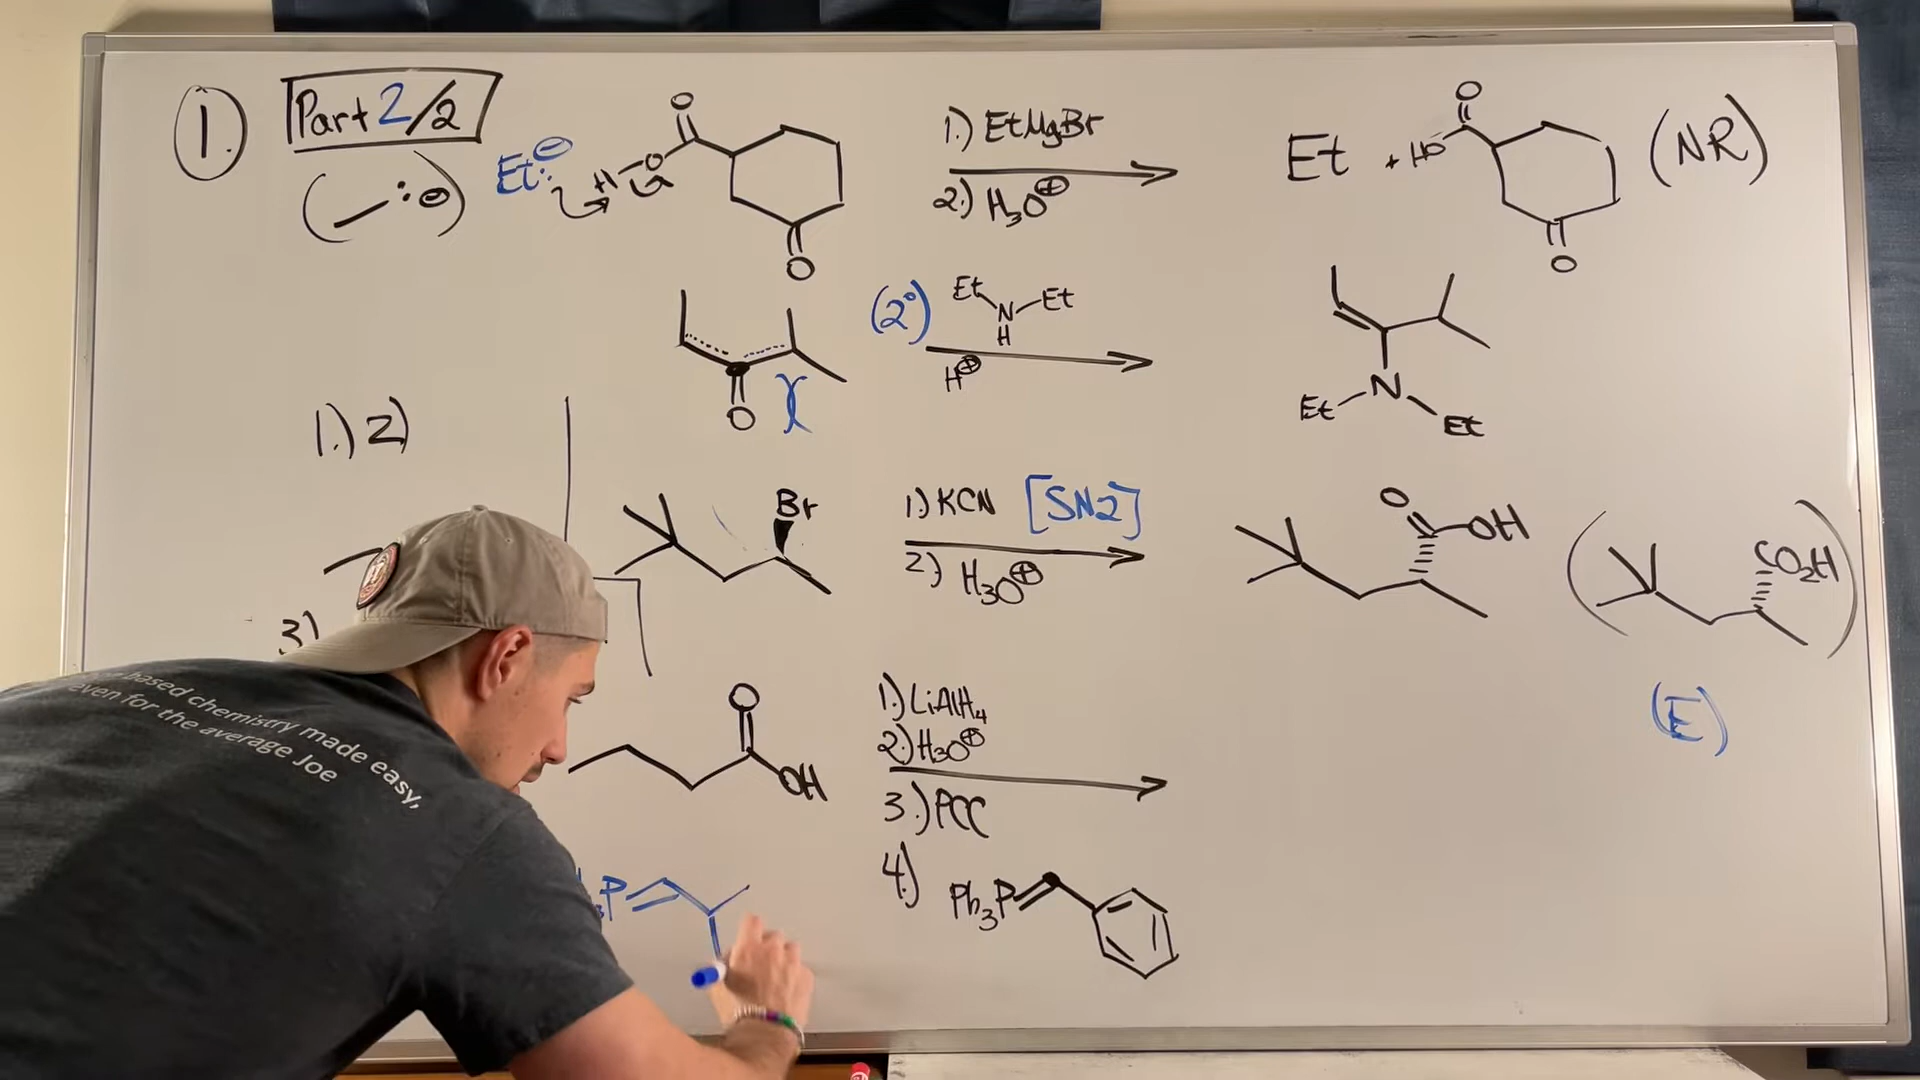 1.
Part 2/2
Et:⊖
H
O
O
O
1.) EtMgBr
2.) H₃O⊕
Et + HO
O
O
(NR)
( :⊖)
O
(2°)
Et
N
H
Et
H⊕
N
Et
Et
1.) 2)
3)
Br
1.) KCN [SN2]
2.) H₃O⊕
O
OH
CO₂H
(E)
O
OH
1.) LiAlH₄
2.) H₃O⊕
3.) PCC
4.) Ph₃P
₃P
based chemistry made easy,
even for the average Joe